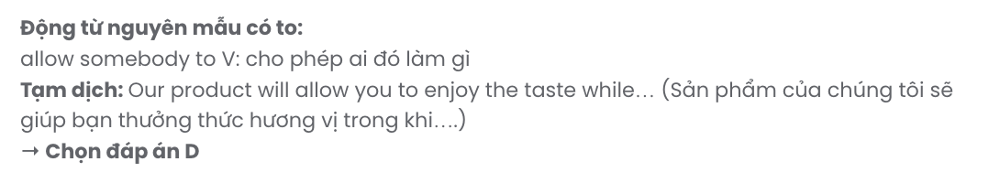 Động từ nguyên mẫu có to:
allow somebody to V: cho phép ai đó làm gì
Tạm dịch: Our product will allow you to enjoy the taste while… (Sản phẩm của chúng tôi sẽ
giúp bạn thưởng thức hương vị trong khi….)
→ Chọn đáp án D